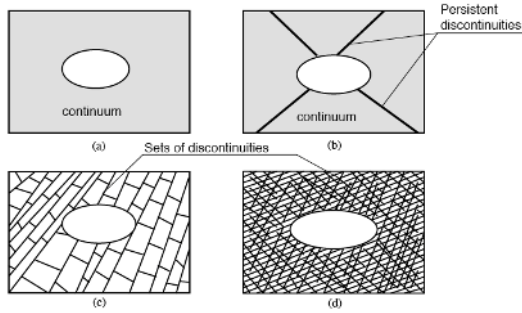 Persistent
discontinuities
continuum
continuum
(a)
(b)
Sets of discontinuities
(c)
(d)